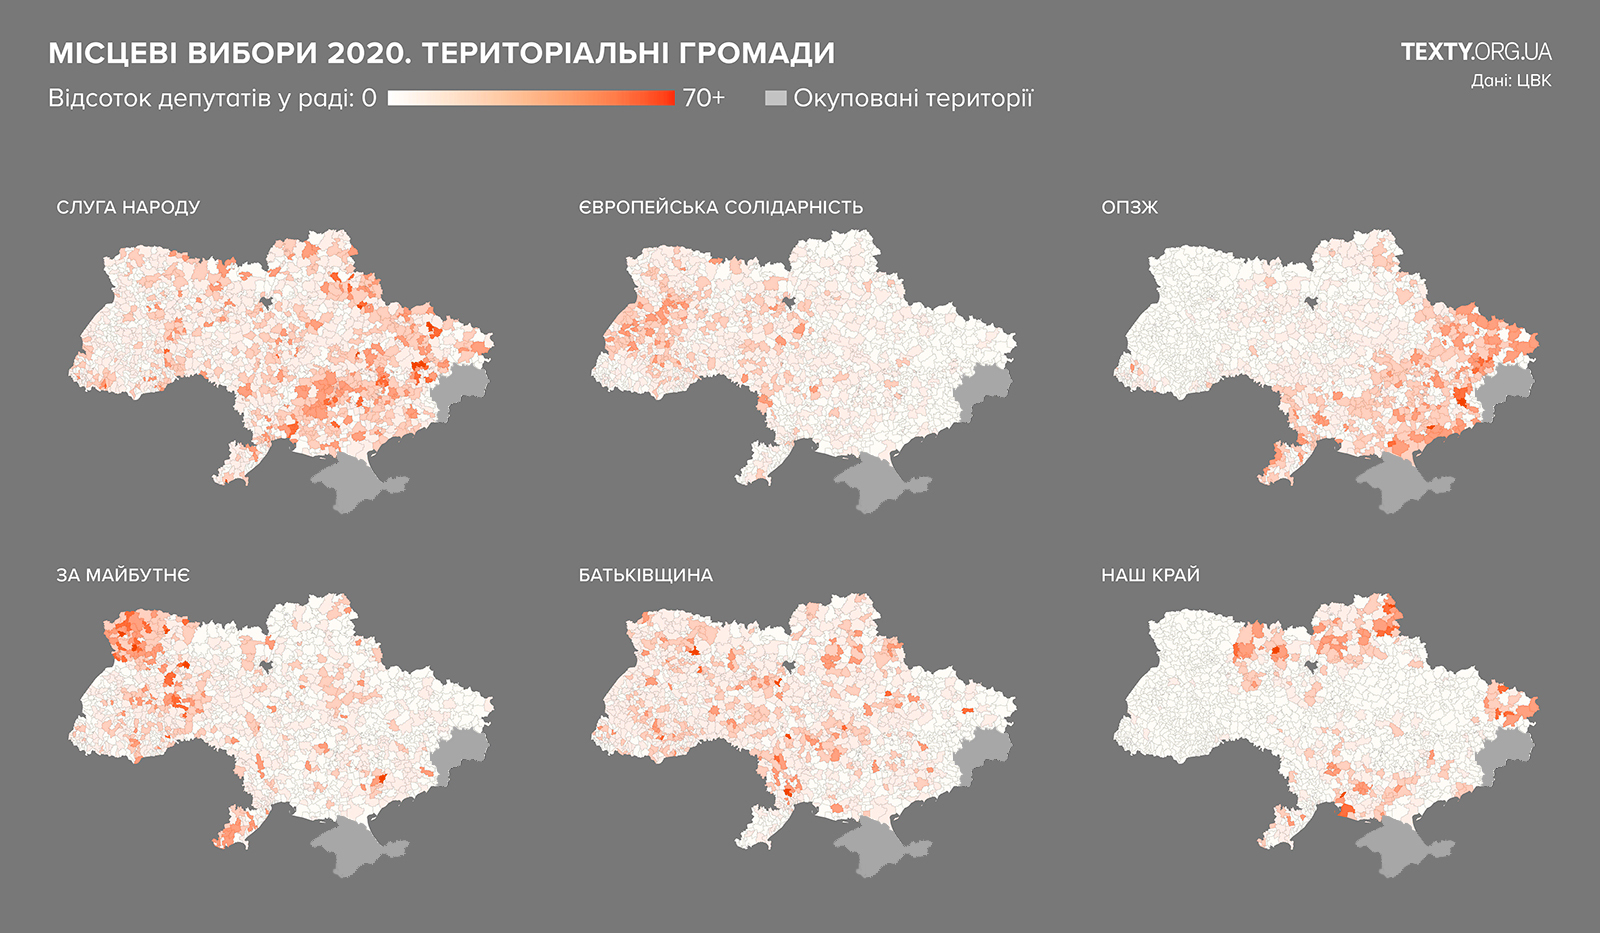 МІСЦЕВІ ВИБОРИ 2020. ТЕРИТОРІАЛЬНІ ГРОМАДИ
TEXTY.ORG.UA
Дані: ЦВК
Відсоток депутатів у раді: 0 70+ Окуповані території
СЛУГА НАРОДУ
ЄВРОПЕЙСЬКА СОЛІДАРНІСТЬ
ОПЗЖ
ЗА МАЙБУТНЄ
БАТЬКІВЩИНА
НАШ КРАЙ